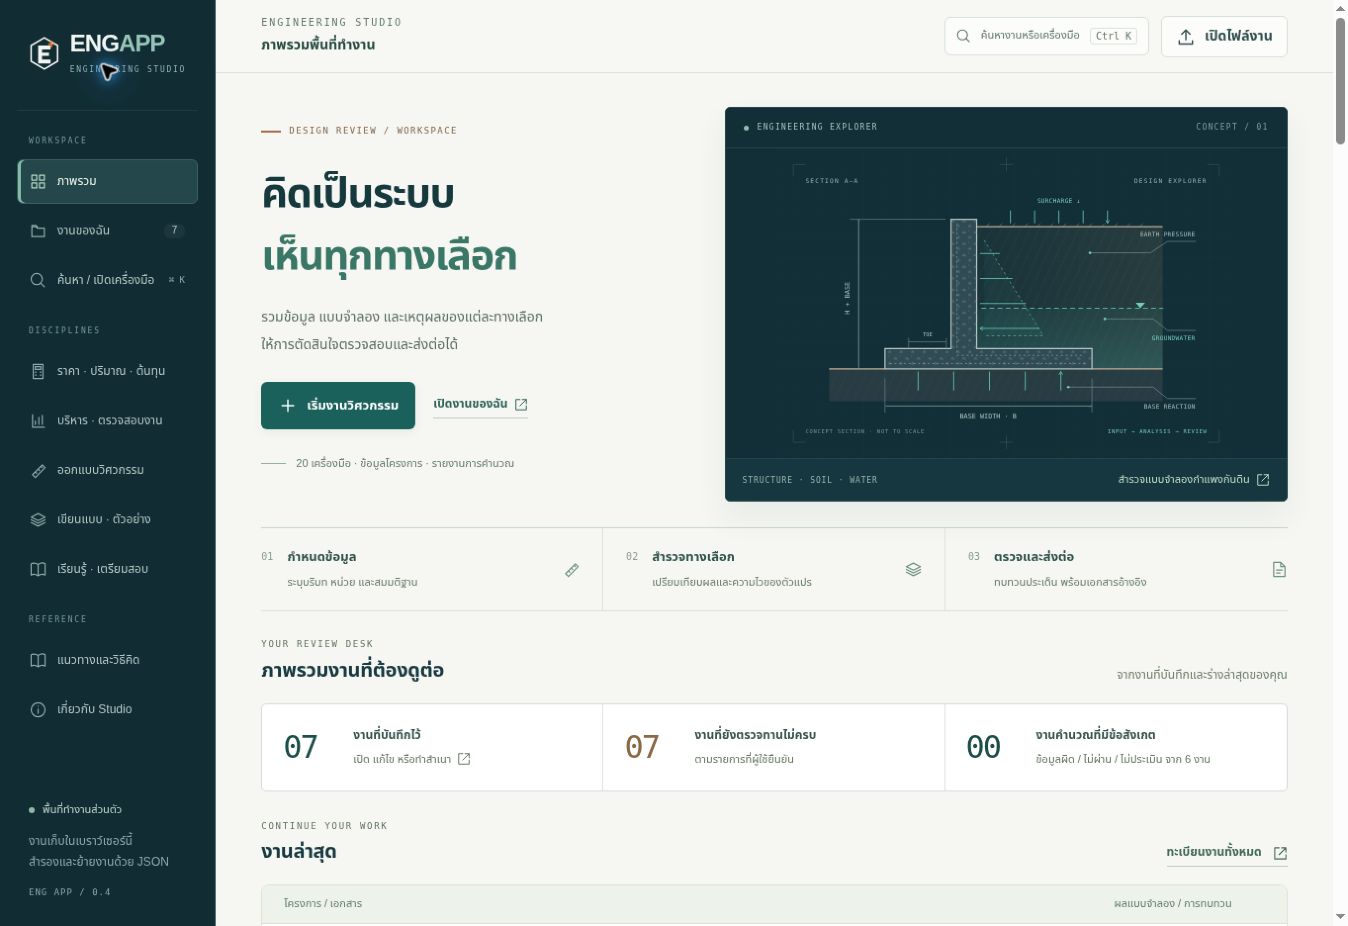 ENGAPP
ENGINEERING STUDIO
WORKSPACE
ภาพรวม
งานของฉัน 7
ค้นหา / เปิดเครื่องมือ ⌘ K
DISCIPLINES
ราคา · ปริมาณ · ต้นทุน
บริหาร · ตรวจสอบงาน
ออกแบบวิศวกรรม
เขียนแบบ · ตัวอย่าง
เรียนรู้ · เตรียมสอบ
REFERENCE
แนวทางและวิธีคิด
เกี่ยวกับ Studio
พื้นที่ทำงานส่วนตัว
งานเก็บในเบราว์เซอร์นี้
สำรองและย้ายงานด้วย JSON
ENG APP / 0.4
ENGINEERING STUDIO
ภาพรวมพื้นที่ทำงาน
ค้นหางานหรือเครื่องมือ Ctrl K
เปิดไฟล์งาน
DESIGN REVIEW / WORKSPACE
คิดเป็นระบบ
เห็นทุกทางเลือก
รวมข้อมูล แบบจำลอง และเหตุผลของแต่ละทางเลือก
ให้การตัดสินใจตรวจสอบและส่งต่อได้
เริ่มงานวิศวกรรม
เปิดงานของฉัน
20 เครื่องมือ · ข้อมูลโครงการ · รายงานการคำนวณ
ENGINEERING EXPLORER
CONCEPT / 01
SECTION A—A
DESIGN EXPLORER
SURCHARGE ↓
EARTH PRESSURE
H + BASE
TOE
GROUNDWATER
BASE REACTION
BASE WIDTH · B
CONCEPT SECTION · NOT TO SCALE
INPUT → ANALYSIS → REVIEW
STRUCTURE · SOIL · WATER
สำรวจแบบจำลองกำแพงกันดิน
01 กำหนดข้อมูล
ระบุบริบท หน่วย และสมมติฐาน
02 สำรวจทางเลือก
เปรียบเทียบผลและความไวของตัวแปร
03 ตรวจและส่งต่อ
ทบทวนประเด็น พร้อมเอกสารอ้างอิง
YOUR REVIEW DESK
ภาพรวมงานที่ต้องดูต่อ
จากงานที่บันทึกและร่างล่าสุดของคุณ
07 งานที่บันทึกไว้
เปิด แก้ไข หรือทำสำเนา
07 งานที่ยังตรวจทานไม่ครบ
ตามรายการที่ผู้ใช้ยืนยัน
00 งานคำนวณที่มีข้อสังเกต
ข้อมูลผิด / ไม่ผ่าน / ไม่ประเมิน จาก 6 งาน
CONTINUE YOUR WORK
งานล่าสุด
ทะเบียนงานทั้งหมด
โครงการ / เอกสาร
ผลแบบจำลอง / การทบทวน